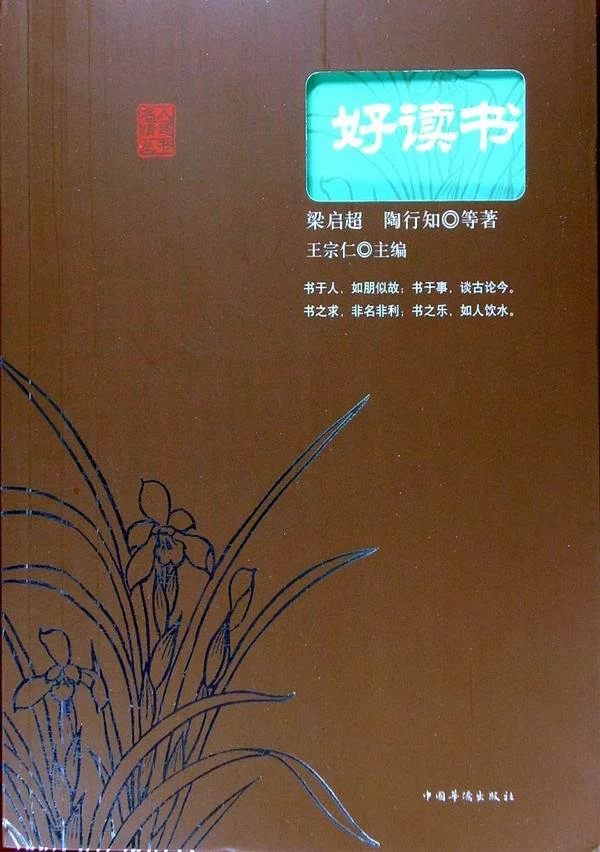 好读书
梁启超 陶行知◎等著
王宗仁◎主编
书于人，如朋似故；书于事，谈古论今。
书之求，非名非利；书之乐，如人饮水。
中国华侨出版社